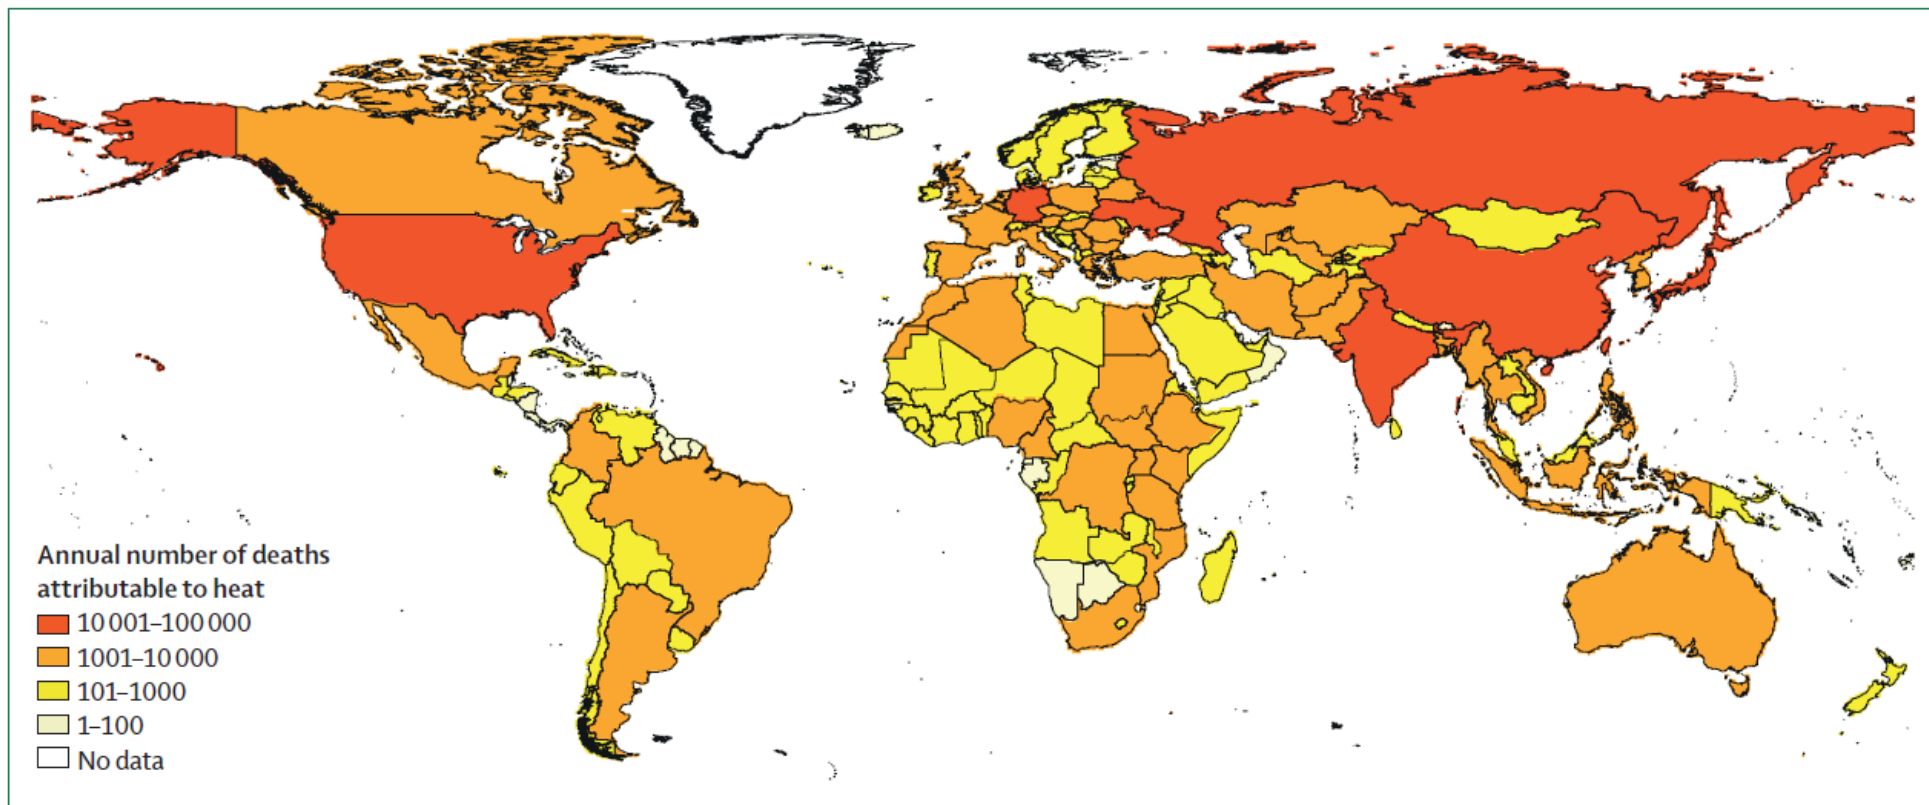 Annual number of deaths
attributable to heat
10 001–100 000
1001–10 000
101–1000
1–100
No data